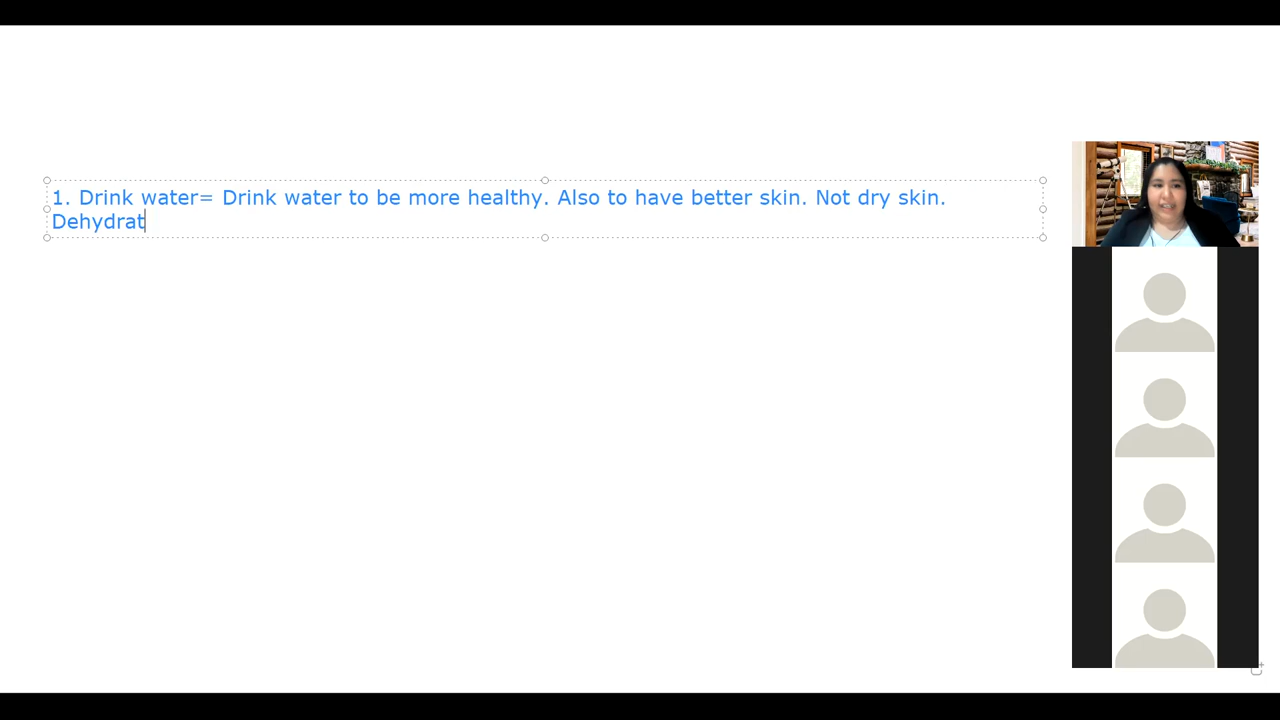 1. Drink water= Drink water to be more healthy. Also to have better skin. Not dry skin.
Dehydrat